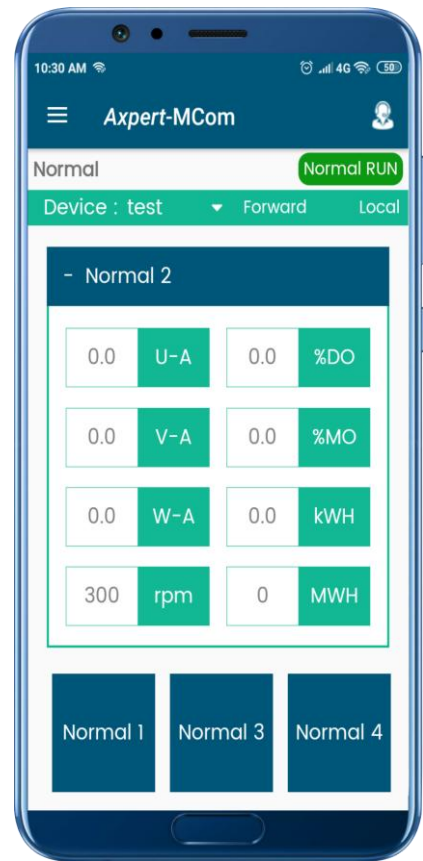 10:30 AM 4G 50
Axpert-MCom
Normal Normal RUN
Device : test Forward Local
- Normal 2
0.0 U-A 0.0 %DO
0.0 V-A 0.0 %MO
0.0 W-A 0.0 kWH
300 rpm 0 MWH
Normal 1 Normal 3 Normal 4